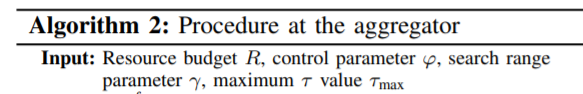 Algorithm 2: Procedure at the aggregator
Input: Resource budget R, control parameter φ, search range
parameter γ, maximum τ value τmax